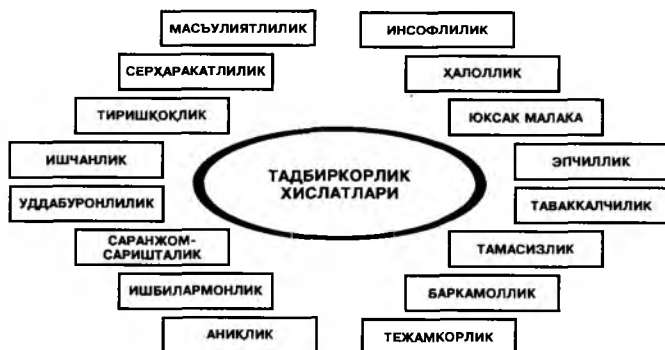 МАСЪУЛИЯТЛИЛИК
ИНСОФЛИЛИК
СЕРҲАРАКАТЛИЛИК
ҲАЛОЛЛИК
ТИРИШҚОҚЛИК
ЮКСАК МАЛАКА
ИШЧАНЛИК
ТАДБИРКОРЛИК
ХИСЛАТЛАРИ
ЭПЧИЛЛИК
УДДАБУРОНЛИЛИК
ТАВАККАЛЧИЛИК
САРАНЖОМ-
САРИШТАЛИК
ТАМАСИЗЛИК
ИШБИЛАРМОНЛИК
БАРКАМОЛЛИК
АНИҚЛИК
ТЕЖАМКОРЛИК